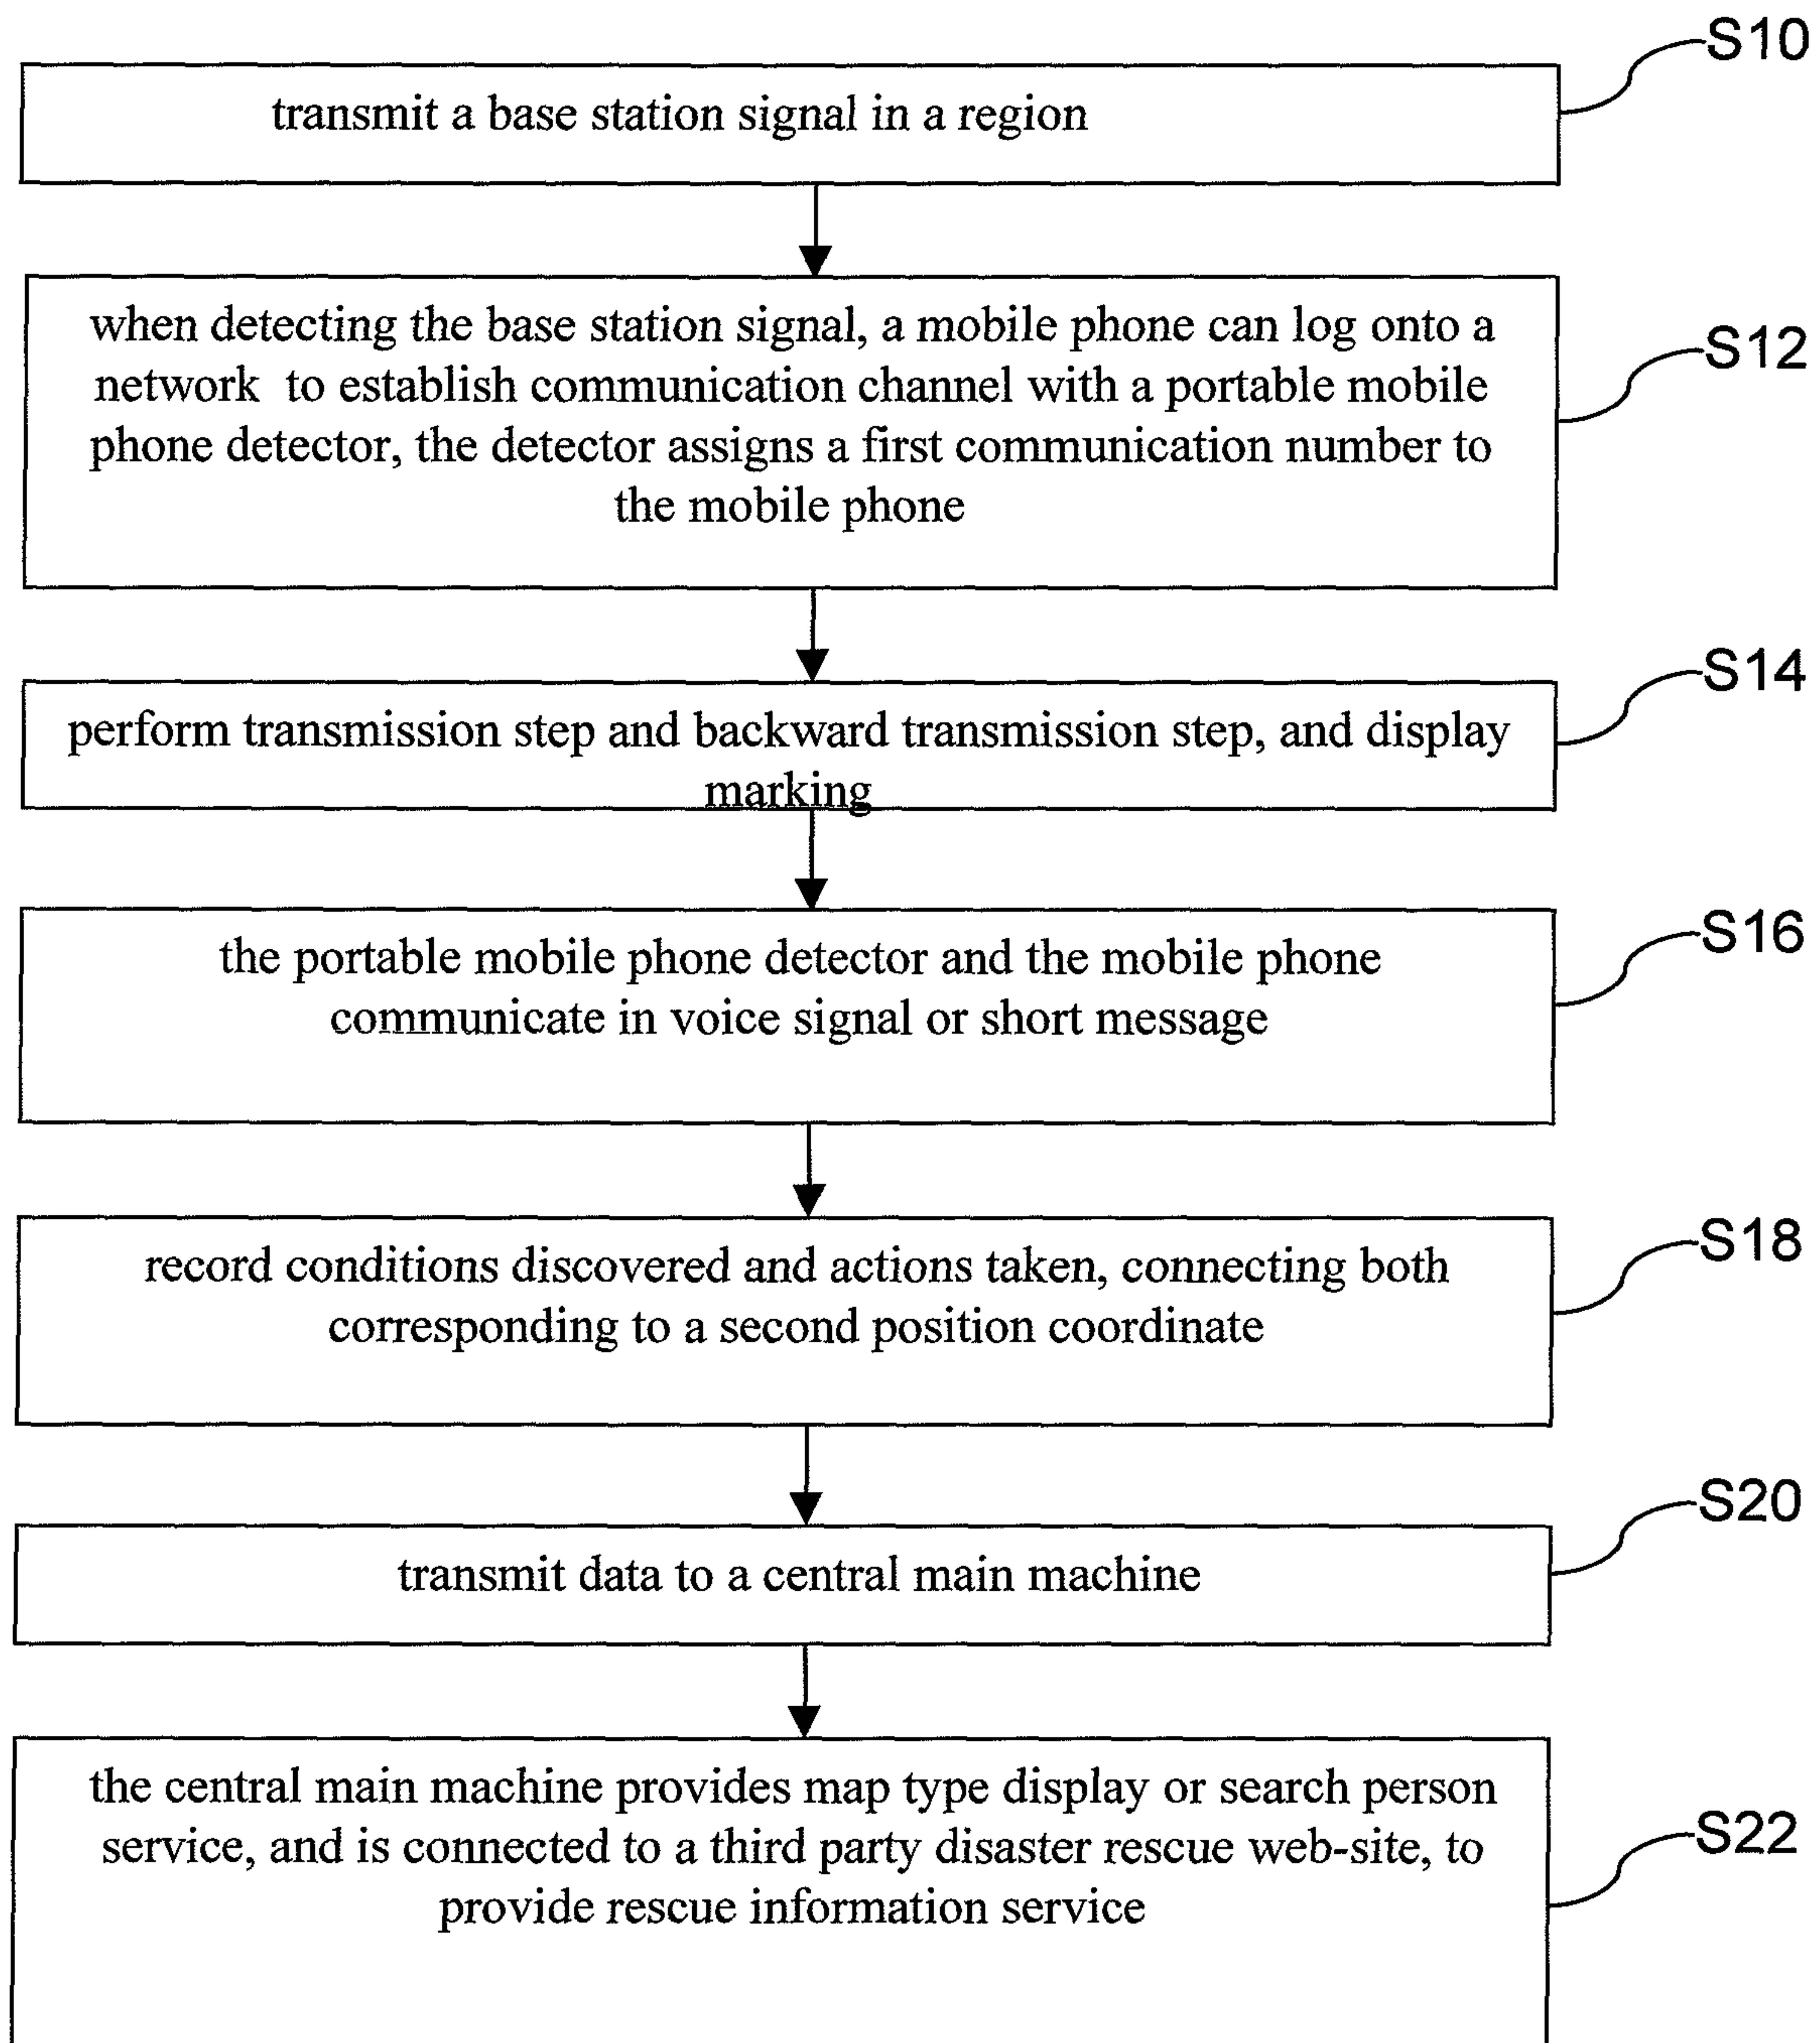 S10
transmit a base station signal in a region
when detecting the base station signal, a mobile phone can log onto a
network to establish communication channel with a portable mobile
phone detector, the detector assigns a first communication number to
the mobile phone
S12
perform transmission step and backward transmission step, and display
marking
S14
the portable mobile phone detector and the mobile phone
communicate in voice signal or short message
S16
record conditions discovered and actions taken, connecting both
corresponding to a second position coordinate
S18
transmit data to a central main machine
S20
the central main machine provides map type display or search person
service, and is connected to a third party disaster rescue web-site, to
provide rescue information service
S22